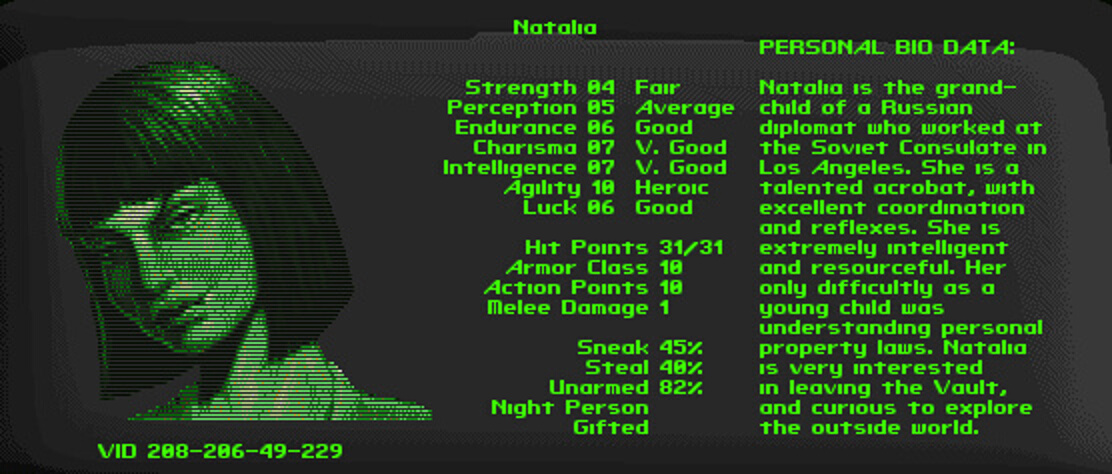 Natalia
Strength 04 Fair
Perception 05 Average
Endurance 06 Good
Charisma 07 V. Good
Intelligence 07 V. Good
Agility 10 Heroic
Luck 06 Good
Hit Points 31/31
Armor Class 10
Action Points 10
Melee Damage 1
Sneak 45%
Steal 40%
Unarmed 82%
Night Person
Gifted
PERSONAL BIO DATA:
Natalia is the grand-
child of a Russian
diplomat who worked at
the Soviet Consulate in
Los Angeles. She is a
talented acrobat, with
excellent coordination
and reflexes. She is
extremely intelligent
and resourceful. Her
only difficultly as a
young child was
understanding personal
property laws. Natalia
is very interested
in leaving the Vault,
and curious to explore
the outside world.
VID 208-206-49-229